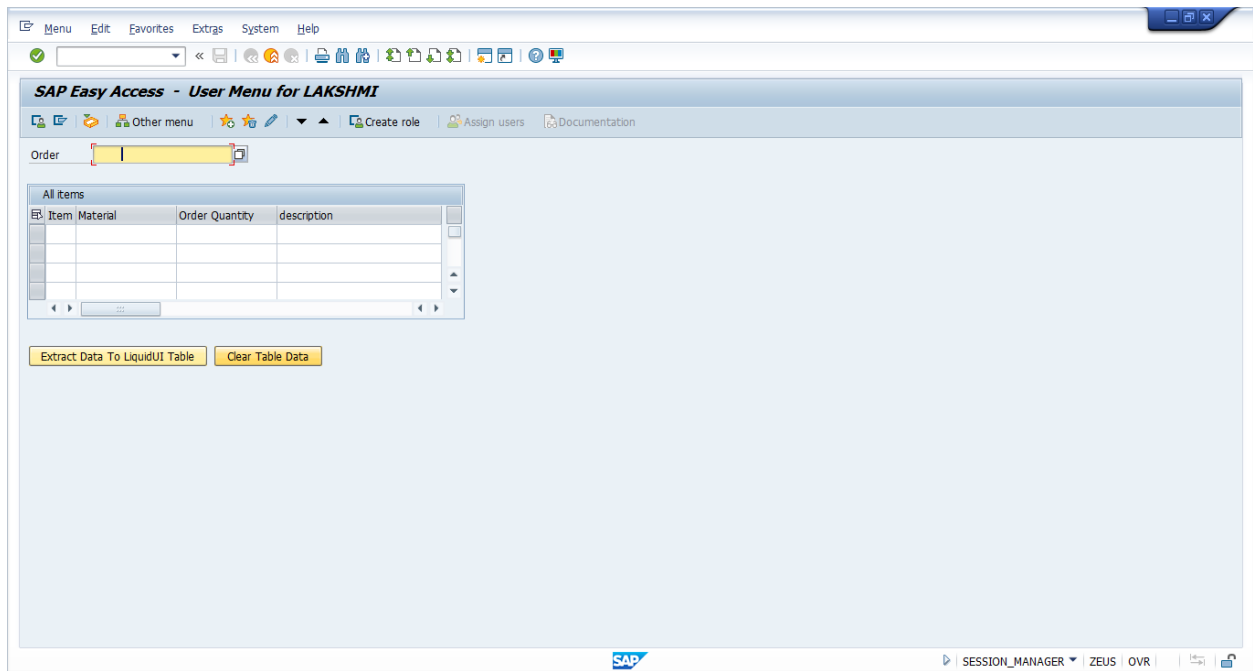 Menu Edit Favorites Extras System Help
SAP Easy Access - User Menu for LAKSHMI
Other menu Create role Assign users Documentation
Order
All items
Item Material Order Quantity description
Extract Data To LiquidUI Table Clear Table Data
SAP SESSION_MANAGER ZEUS OVR